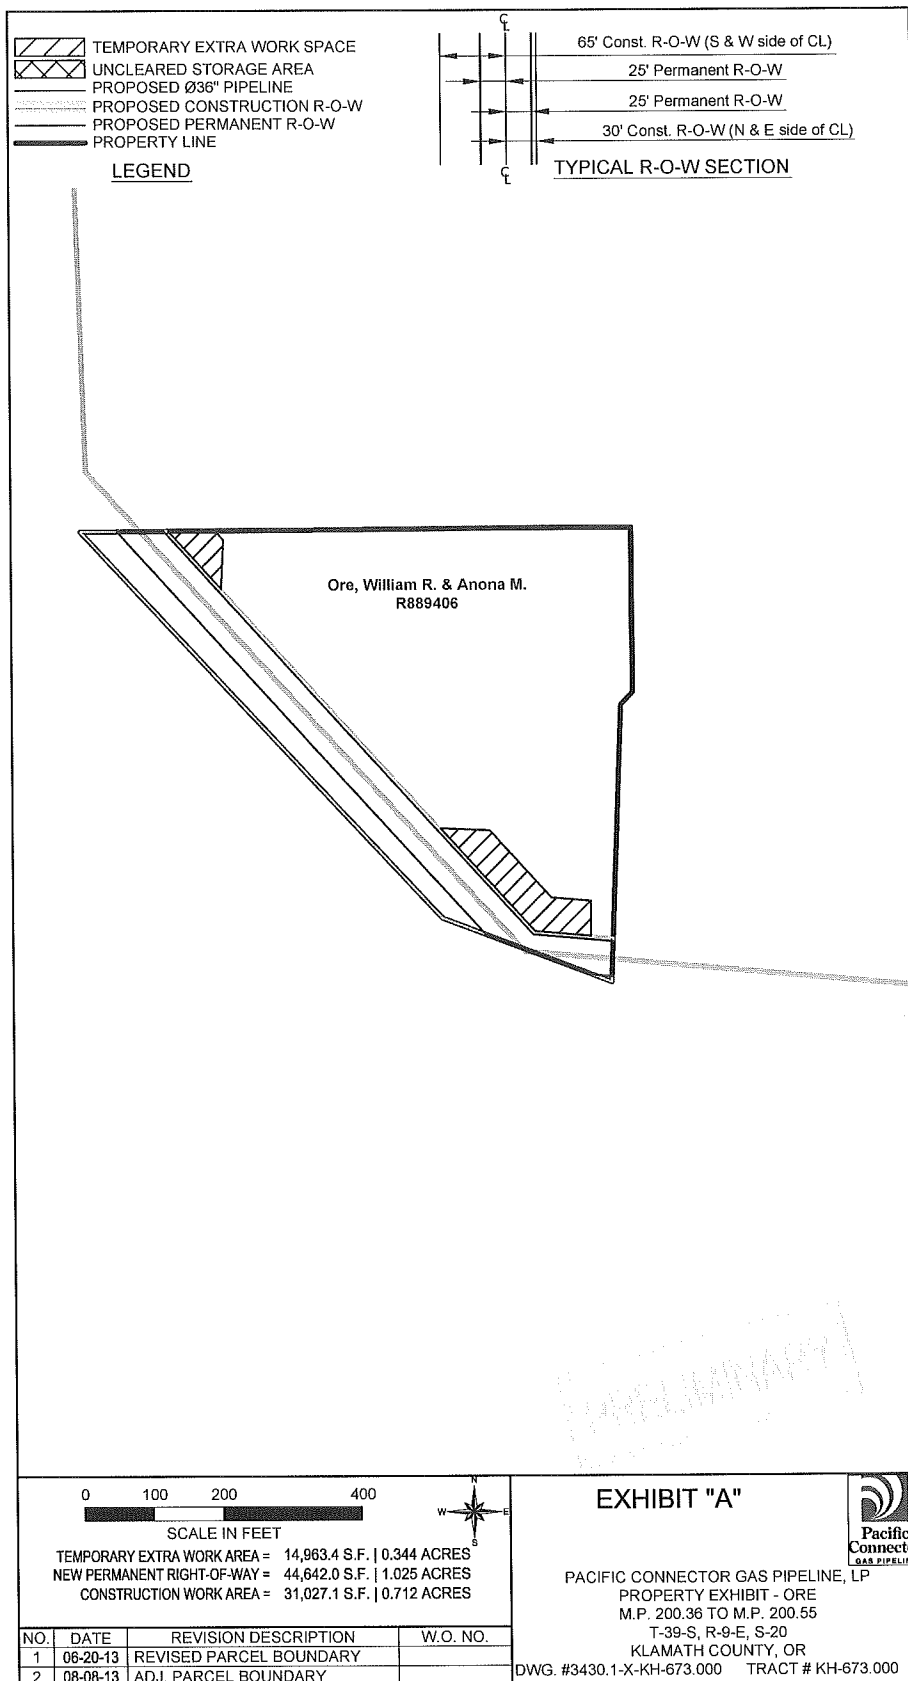 TEMPORARY EXTRA WORK SPACE
UNCLEARED STORAGE AREA
PROPOSED Ø36" PIPELINE
PROPOSED CONSTRUCTION R-O-W
PROPOSED PERMANENT R-O-W
PROPERTY LINE
LEGEND
℄
65' Const. R-O-W (S & W side of CL)
25' Permanent R-O-W
25' Permanent R-O-W
30' Const. R-O-W (N & E side of CL)
℄
TYPICAL R-O-W SECTION
Ore, William R. & Anona M.
R889406
PRELIMINARY
0 100 200 400
SCALE IN FEET
N
W E
S
TEMPORARY EXTRA WORK AREA = 14,963.4 S.F. | 0.344 ACRES
NEW PERMANENT RIGHT-OF-WAY = 44,642.0 S.F. | 1.025 ACRES
CONSTRUCTION WORK AREA = 31,027.1 S.F. | 0.712 ACRES
NO. DATE REVISION DESCRIPTION W.O. NO.
1 06-20-13 REVISED PARCEL BOUNDARY
2 08-08-13 ADJ. PARCEL BOUNDARY
EXHIBIT "A"
Pacific
Connecto
GAS PIPELIN
PACIFIC CONNECTOR GAS PIPELINE, LP
PROPERTY EXHIBIT - ORE
M.P. 200.36 TO M.P. 200.55
T-39-S, R-9-E, S-20
KLAMATH COUNTY, OR
DWG. #3430.1-X-KH-673.000 TRACT # KH-673.000